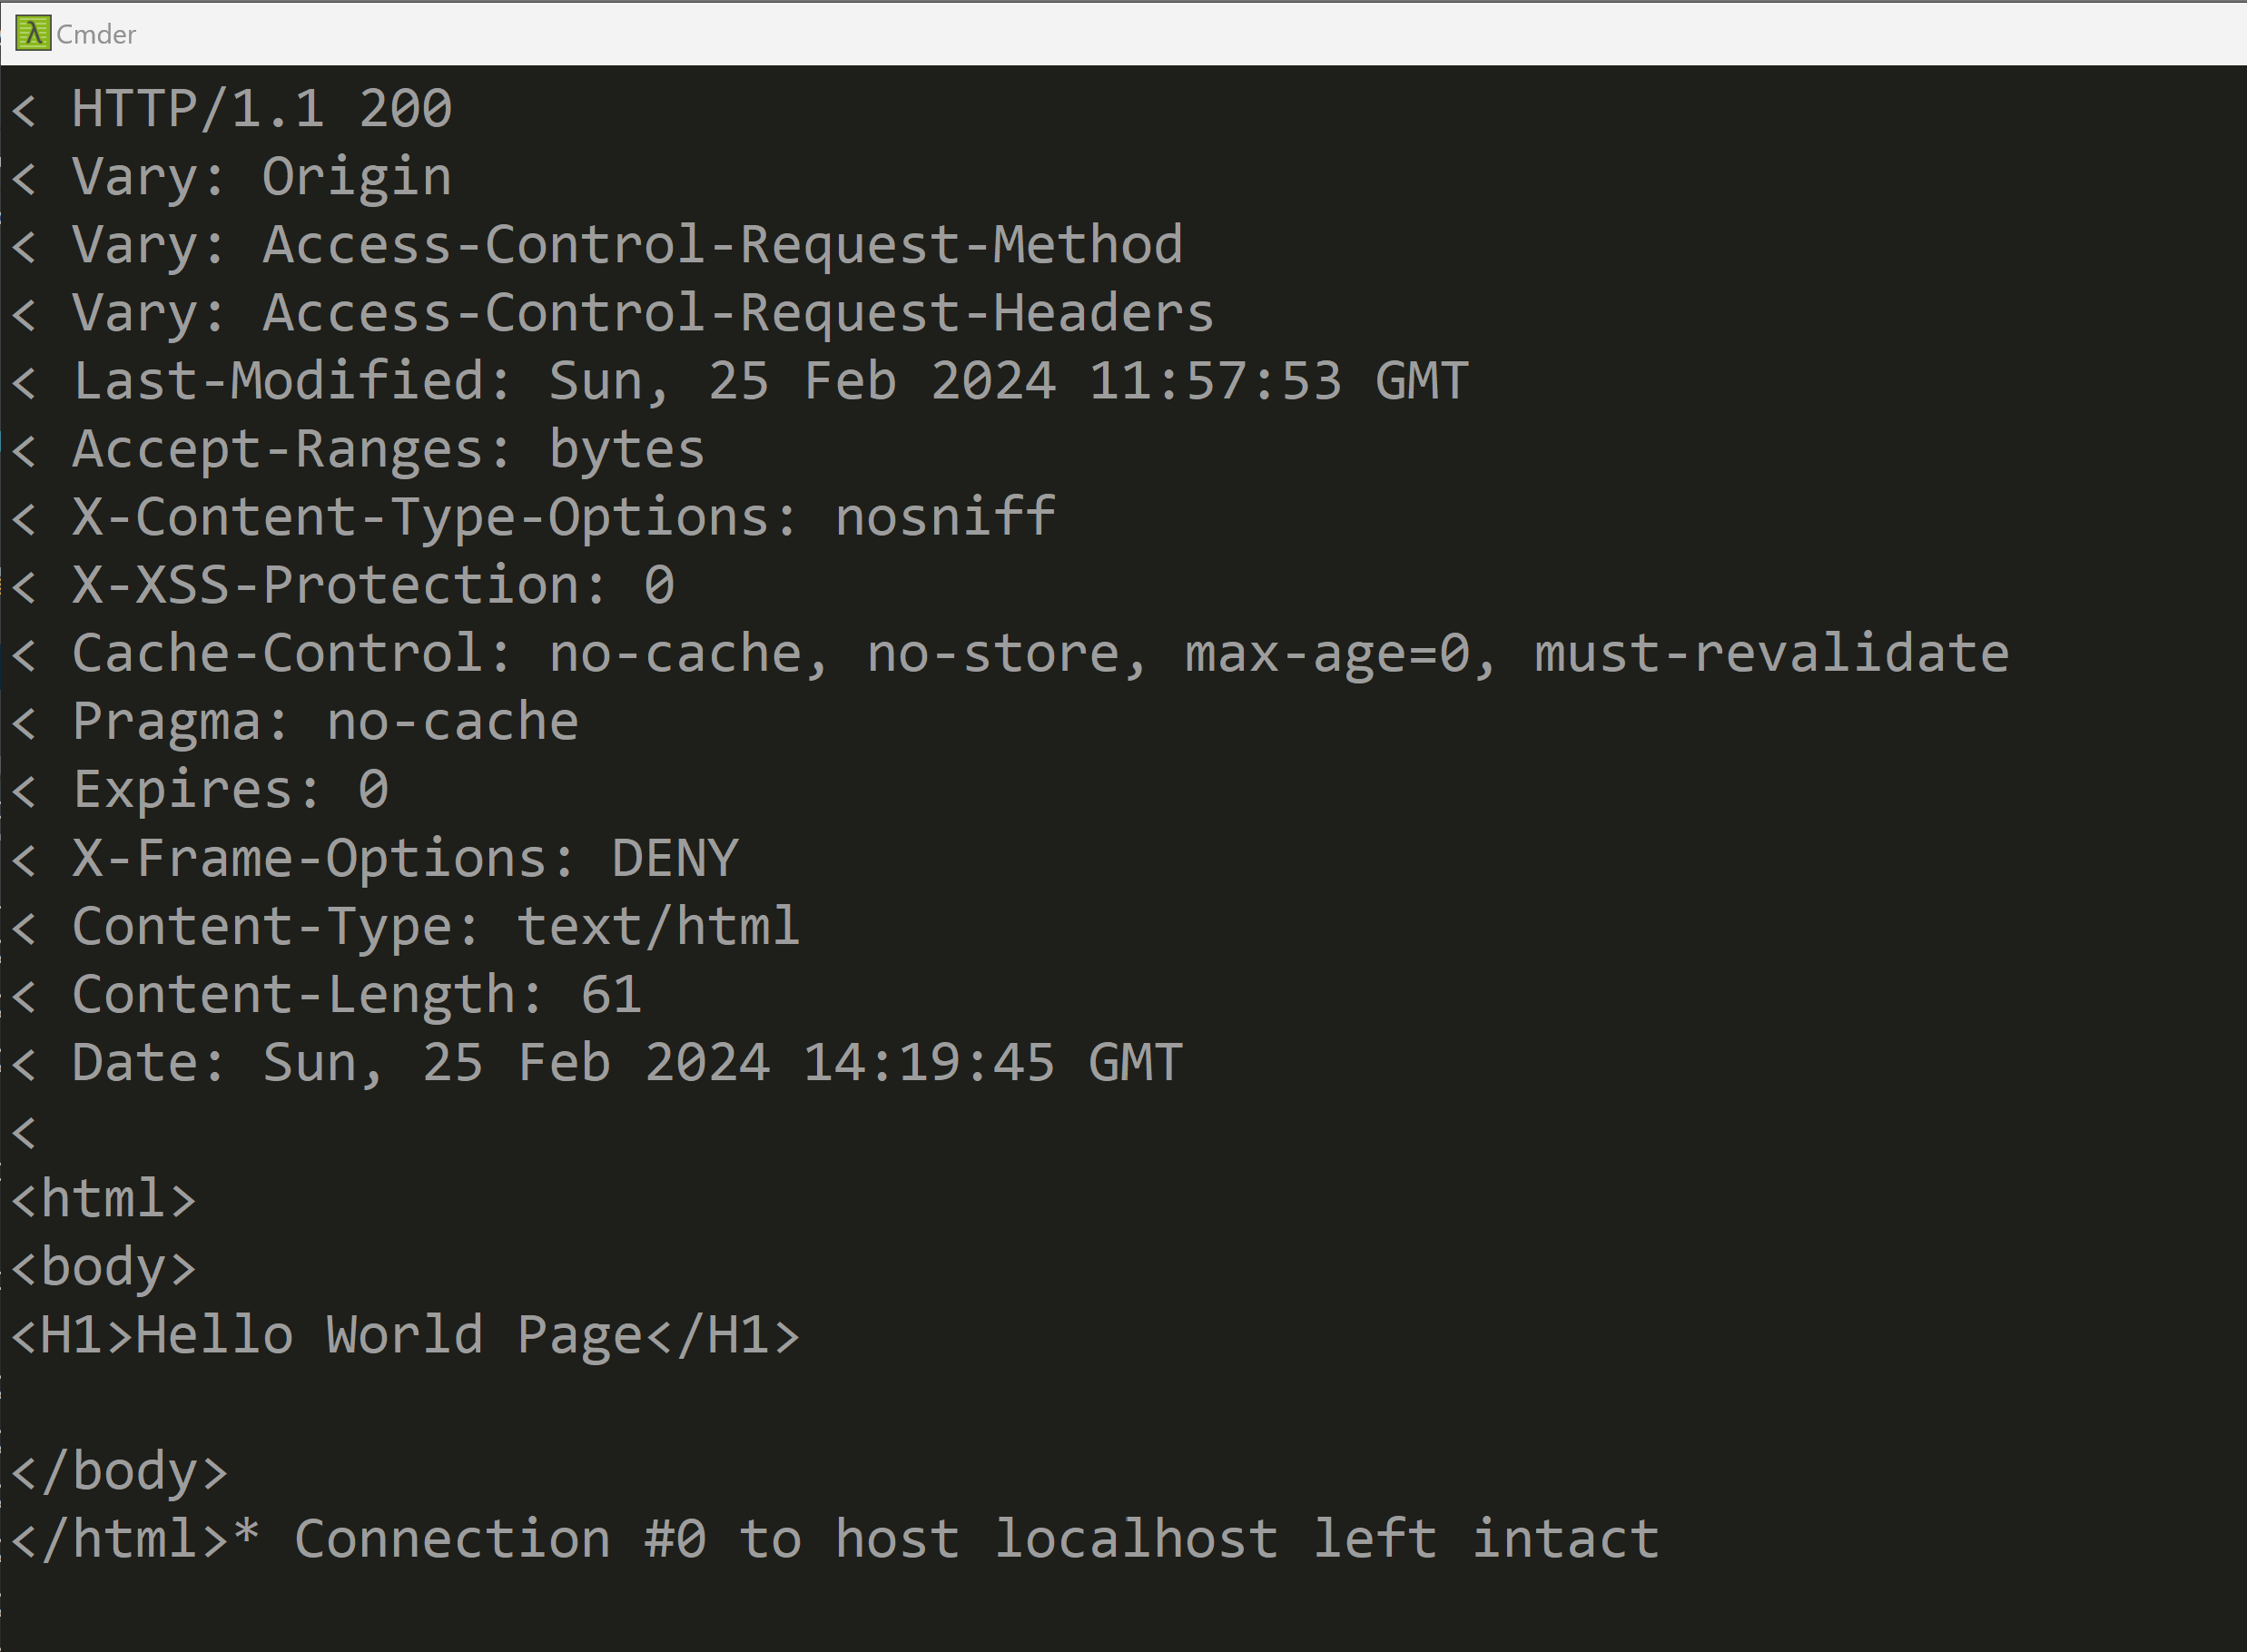 Cmder
< HTTP/1.1 200
< Vary: Origin
< Vary: Access-Control-Request-Method
< Vary: Access-Control-Request-Headers
< Last-Modified: Sun, 25 Feb 2024 11:57:53 GMT
< Accept-Ranges: bytes
< X-Content-Type-Options: nosniff
< X-XSS-Protection: 0
< Cache-Control: no-cache, no-store, max-age=0, must-revalidate
< Pragma: no-cache
< Expires: 0
< X-Frame-Options: DENY
< Content-Type: text/html
< Content-Length: 61
< Date: Sun, 25 Feb 2024 14:19:45 GMT
<
<html>
<body>
<H1>Hello World Page</H1>
</body>
</html>* Connection #0 to host localhost left intact